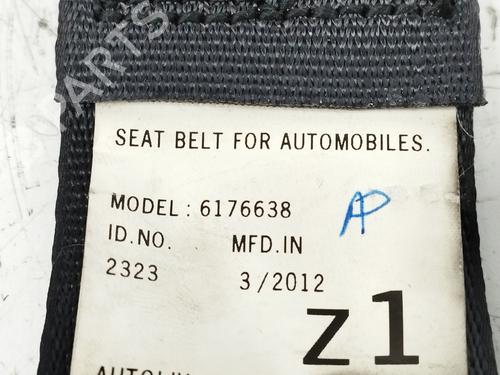 SEAT BELT FOR AUTOMOBILES.
MODEL: 6176638
AP
ID.NO. MFD.IN
2323 3/2012
z1